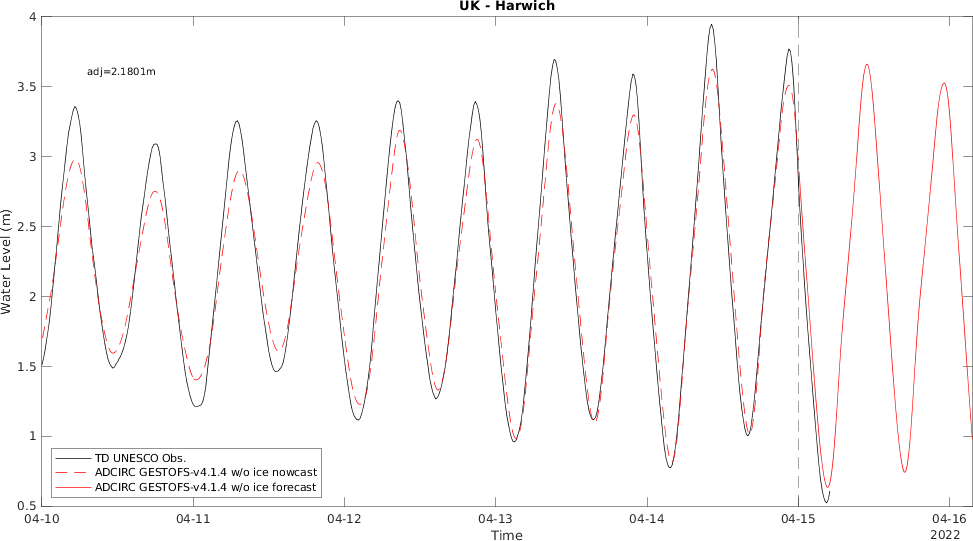 UK - Harwich
4
adj=2.1801m
3.5
3
2.5
2
1.5
1
0.5
Water Level (m)
TD UNESCO Obs.
ADCIRC GESTOFS-v4.1.4 w/o ice nowcast
ADCIRC GESTOFS-v4.1.4 w/o ice forecast
04-10 04-11 04-12 04-13 04-14 04-15 04-16
Time 2022